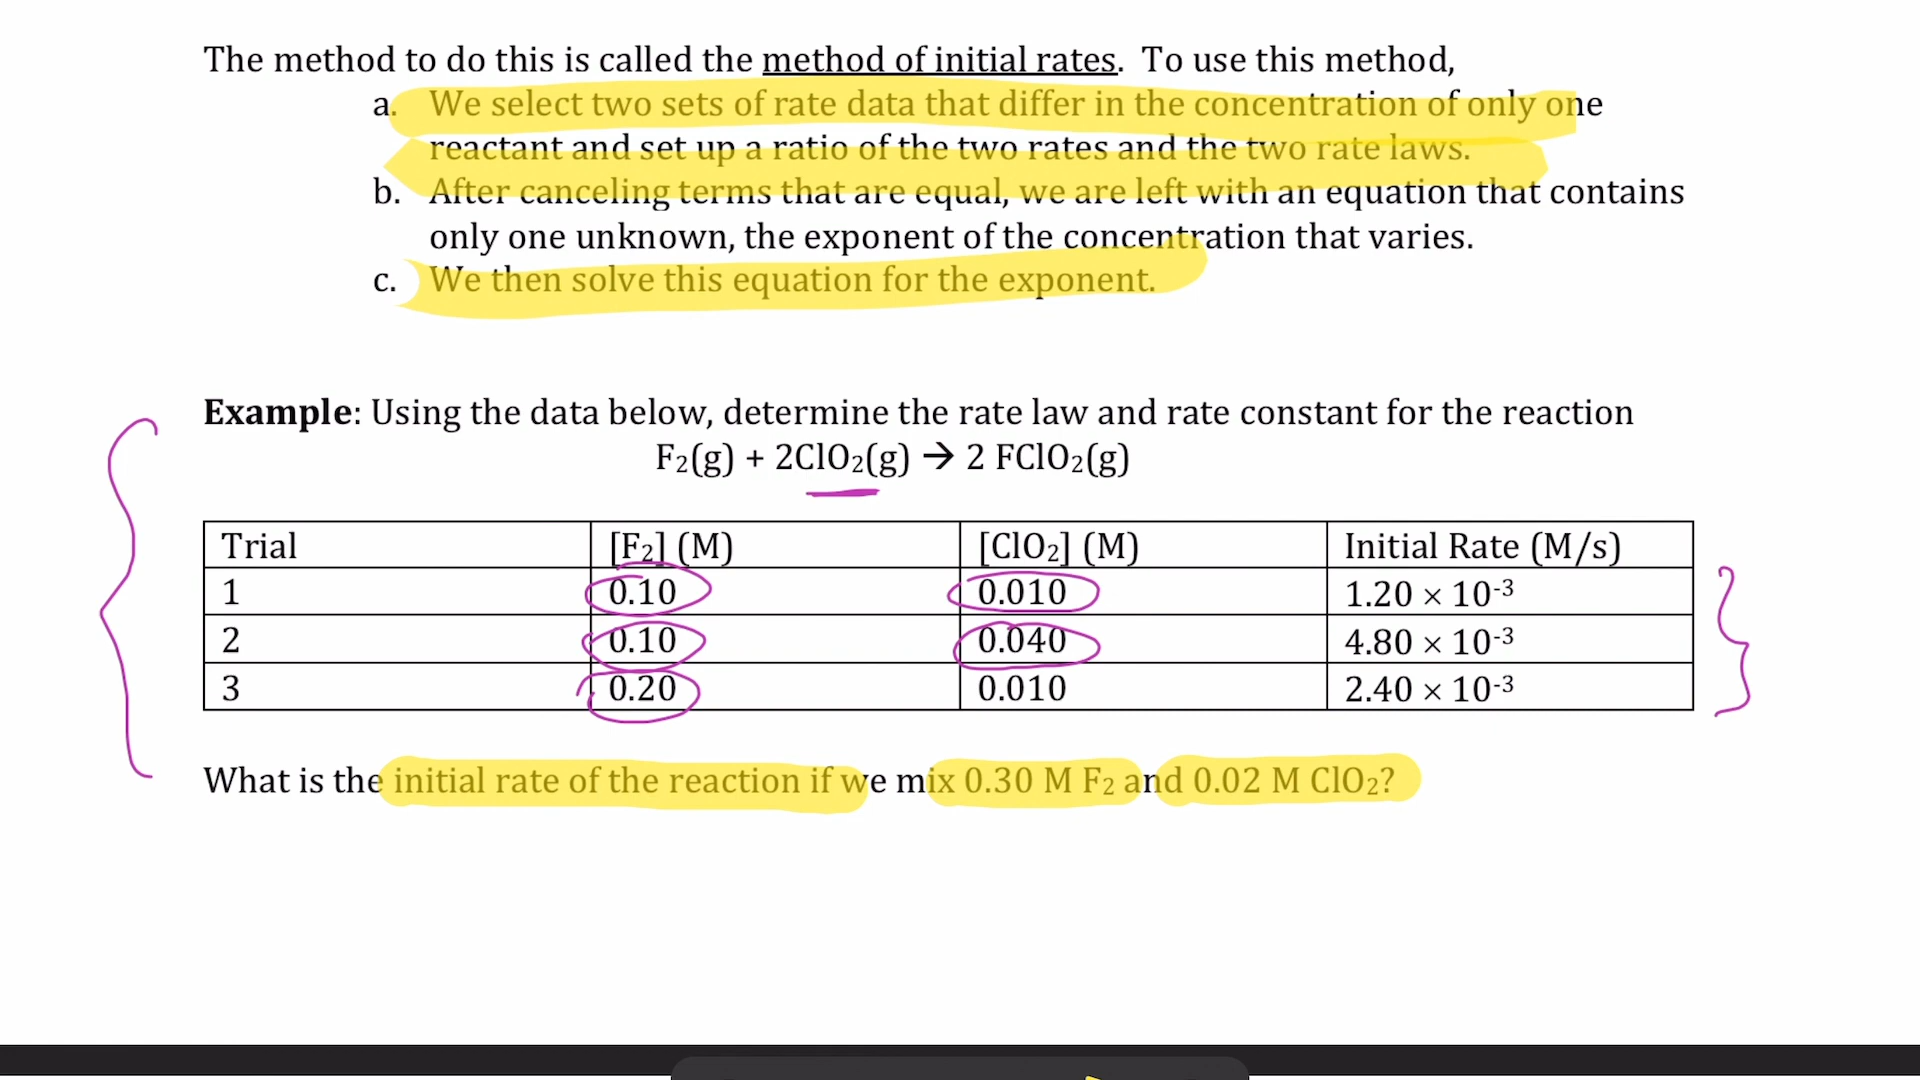 The method to do this is called the method of initial rates. To use this method,
a. We select two sets of rate data that differ in the concentration of only one
reactant and set up a ratio of the two rates and the two rate laws.
b. After canceling terms that are equal, we are left with an equation that contains
only one unknown, the exponent of the concentration that varies.
c. We then solve this equation for the exponent.
Example: Using the data below, determine the rate law and rate constant for the reaction
F₂(g) + 2ClO₂(g) → 2 FClO₂(g)
Trial [F₂] (M) [ClO₂] (M) Initial Rate (M/s)
1 0.10 0.010 1.20 × 10⁻³
2 0.10 0.040 4.80 × 10⁻³
3 0.20 0.010 2.40 × 10⁻³
What is the initial rate of the reaction if we mix 0.30 M F₂ and 0.02 M ClO₂?